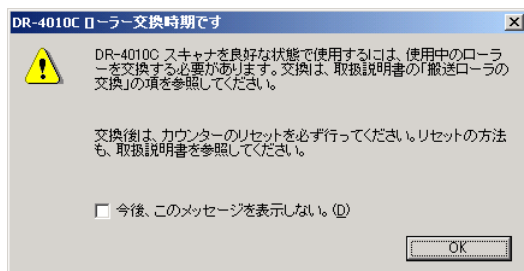 DR-4010C ローラー交換時期です
DR-4010C スキャナを良好な状態で使用するには、使用中のローラ
ーを交換する必要があります。交換は、取扱説明書の「搬送ローラの
交換」の項を参照してください。
交換後は、カウンターのリセットを必ず行ってください。リセットの方法
も、取扱説明書を参照してください。
今後、このメッセージを表示しない。(D)
OK